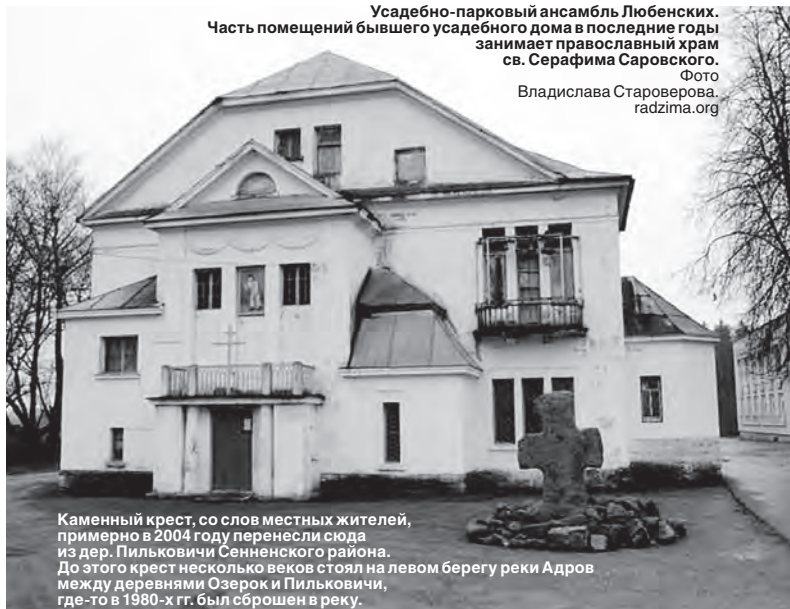 Усадебно-парковый ансамбль Любенских.
Часть помещений бывшего усадебного дома в последние годы
занимает православный храм
св. Серафима Саровского.
Фото
Владислава Староверова.
radzima.org
Каменный крест, со слов местных жителей,
примерно в 2004 году перенесли сюда
из дер. Пильковичи Сенненского района.
До этого крест несколько веков стоял на левом берегу реки Адров
между деревнями Озерок и Пильковичи,
где-то в 1980-х гг. был сброшен в реку.